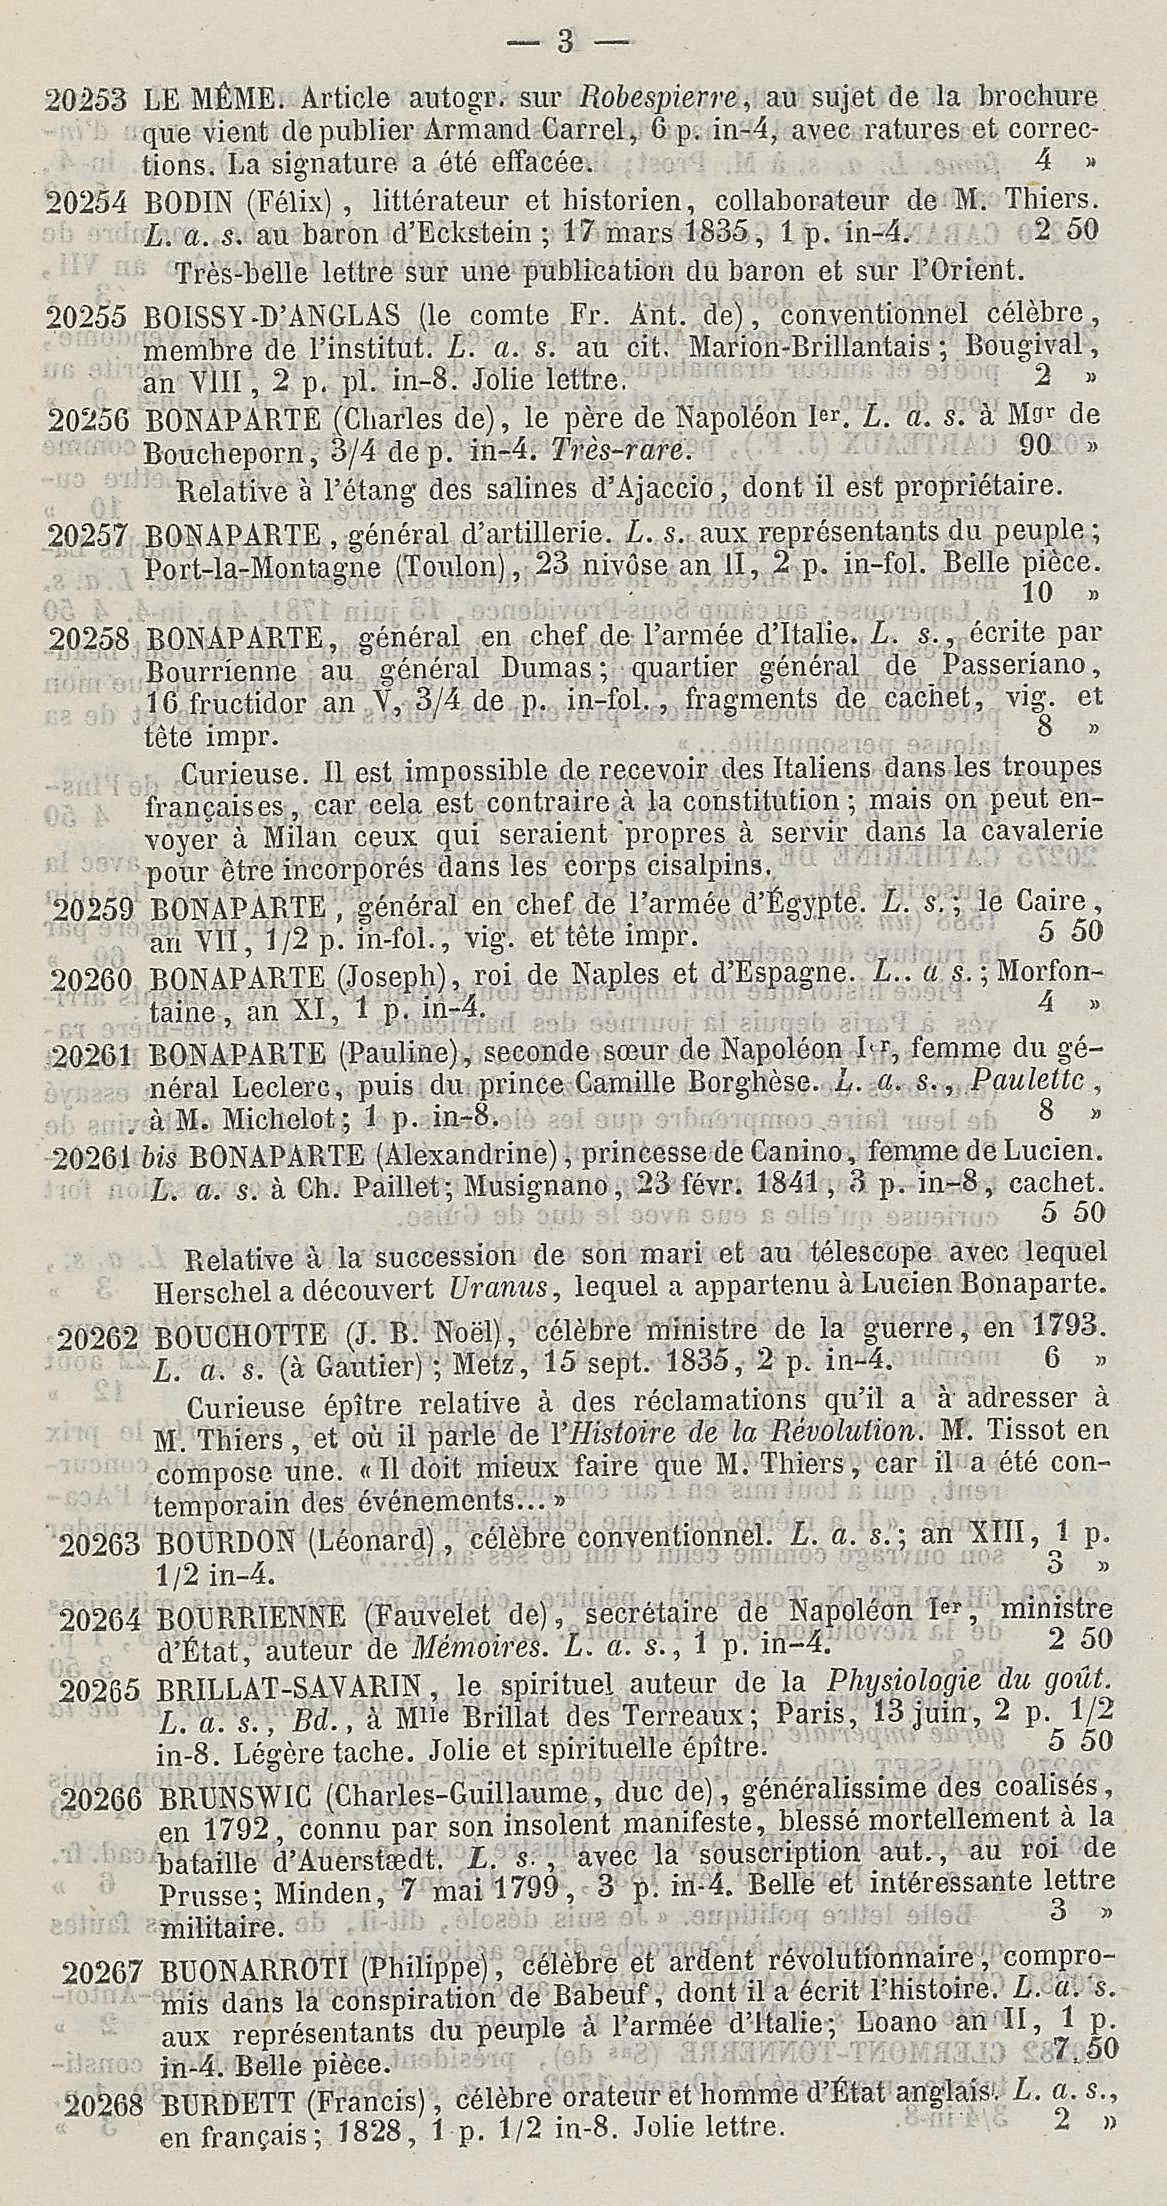 — 3 —
20253 LE MÊME. Article autogr. sur Robespierre, au sujet de la brochure
que vient de publier Armand Carrel, 6 p. in-4, avec ratures et correc-
tions. La signature a été effacée. 4 »
20254 BODIN (Félix), littérateur et historien, collaborateur de M. Thiers.
L. a. s. au baron d'Eckstein ; 17 mars 1835, 1 p. in-4. 2 50
Très-belle lettre sur une publication du baron et sur l'Orient.
20255 BOISSY-D'ANGLAS (le comte Fr. Ant. de), conventionnel célèbre,
membre de l'institut. L. a. s. au cit. Marion-Brillantais ; Bougival,
an VIII, 2 p. pl. in-8. Jolie lettre. 2 »
20256 BONAPARTE (Charles de), le père de Napoléon Ier. L. a. s. à Mgr de
Boucheporn, 3/4 de p. in-4. Très-rare. 90 »
Relative à l'étang des salines d'Ajaccio, dont il est propriétaire.
20257 BONAPARTE, général d'artillerie. L. s. aux représentants du peuple ;
Port-la-Montagne (Toulon), 23 nivôse an II, 2 p. in-fol. Belle pièce.
10 »
20258 BONAPARTE, général en chef de l'armée d'Italie. L. s., écrite par
Bourrienne au général Dumas ; quartier général de Passeriano,
16 fructidor an V, 3/4 de p. in-fol., fragments de cachet, vig. et
tête impr. 8 »
Curieuse. Il est impossible de recevoir des Italiens dans les troupes
françaises, car cela est contraire à la constitution ; mais on peut en-
voyer à Milan ceux qui seraient propres à servir dans la cavalerie
pour être incorporés dans les corps cisalpins.
20259 BONAPARTE, général en chef de l'armée d'Égypte. L. s. ; le Caire,
an VII, 1/2 p. in-fol., vig. et tête impr. 5 50
20260 BONAPARTE (Joseph), roi de Naples et d'Espagne. L.. a s. ; Morfon-
taine, an XI, 1 p. in-4. 4 »
20261 BONAPARTE (Pauline), seconde sœur de Napoléon Ier, femme du gé-
néral Leclerc, puis du prince Camille Borghèse. L. a. s., Paulette,
à M. Michelot ; 1 p. in-8. 8 »
20261 bis BONAPARTE (Alexandrine), princesse de Canino, femme de Lucien.
L. a. s. à Ch. Paillet ; Musignano, 23 févr. 1841, 3 p. in-8, cachet.
5 50
Relative à la succession de son mari et au télescope avec lequel
Herschel a découvert Uranus, lequel a appartenu à Lucien Bonaparte.
20262 BOUCHOTTE (J. B. Noël), célèbre ministre de la guerre, en 1793.
L. a. s. (à Gautier) ; Metz, 15 sept. 1835, 2 p. in-4. 6 »
Curieuse épître relative à des réclamations qu'il a à adresser à
M. Thiers, et où il parle de l'Histoire de la Révolution. M. Tissot en
compose une. « Il doit mieux faire que M. Thiers, car il a été con-
temporain des événements... »
20263 BOURDON (Léonard), célèbre conventionnel. L. a. s. ; an XIII, 1 p.
1/2 in-4. 3 »
20264 BOURRIENNE (Fauvelet de), secrétaire de Napoléon Ier, ministre
d'État, auteur de Mémoires. L. a. s., 1 p. in-4. 2 50
20265 BRILLAT-SAVARIN, le spirituel auteur de la Physiologie du goût.
L. a. s., Bd., à Mlle Brillat des Terreaux ; Paris, 13 juin, 2 p. 1/2
in-8. Légère tache. Jolie et spirituelle épître. 5 50
20266 BRUNSWIC (Charles-Guillaume, duc de), généralissime des coalisés,
en 1792, connu par son insolent manifeste, blessé mortellement à la
bataille d'Auerstædt. L. s., avec la souscription aut., au roi de
Prusse ; Minden, 7 mai 1799, 3 p. in-4. Belle et intéressante lettre
militaire. 3 »
20267 BUONARROTI (Philippe), célèbre et ardent révolutionnaire, compro-
mis dans la conspiration de Babeuf, dont il a écrit l'histoire. L. a. s.
aux représentants du peuple à l'armée d'Italie ; Loano an II, 1 p.
in-4. Belle pièce. 7 50
20268 BURDETT (Francis), célèbre orateur et homme d'État anglais. L. a. s.,
en français ; 1828, 1 p. 1/2 in-8. Jolie lettre. 2 »